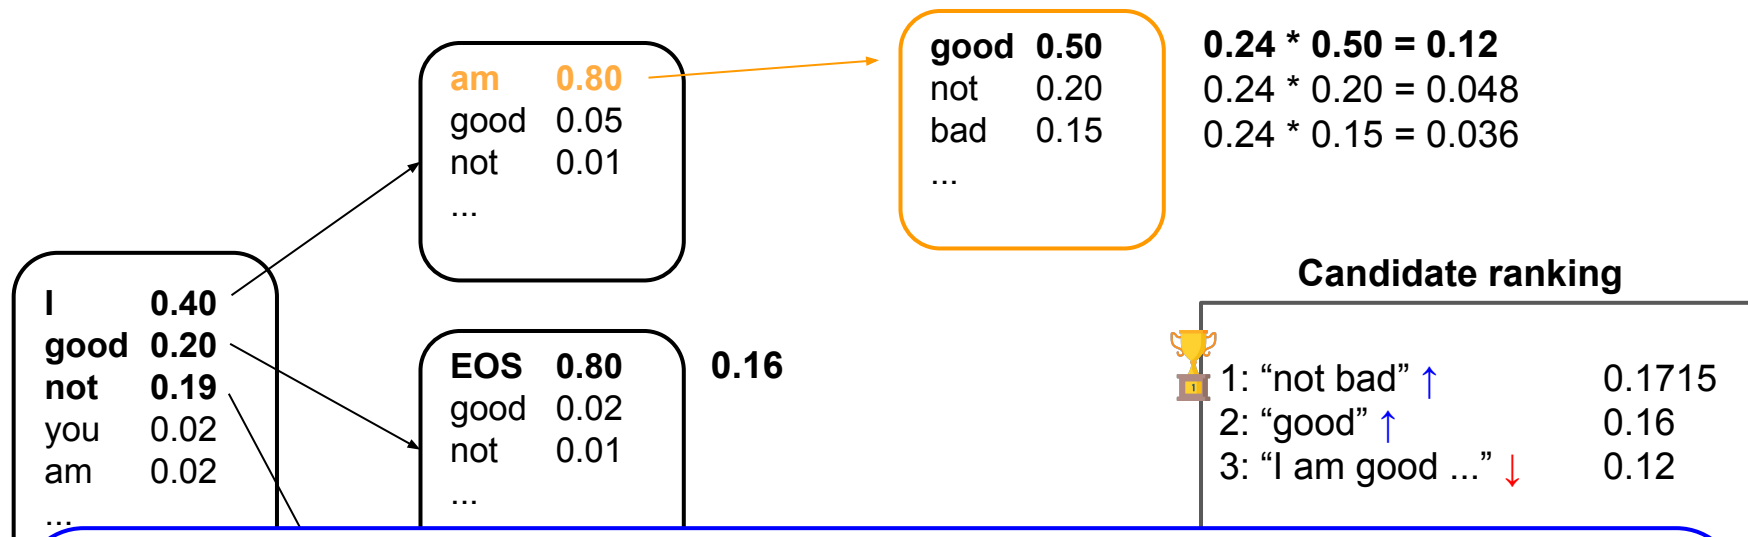 am 0.80
good 0.05
not 0.01
...
good 0.50
not 0.20
bad 0.15
...
0.24 * 0.50 = 0.12
0.24 * 0.20 = 0.048
0.24 * 0.15 = 0.036
I 0.40
good 0.20
not 0.19
you 0.02
am 0.02
...
EOS 0.80
good 0.02
not 0.01
...
0.16
Candidate ranking
1
1: “not bad” ↑ 0.1715
2: “good” ↑ 0.16
3: “I am good ...” ↓ 0.12